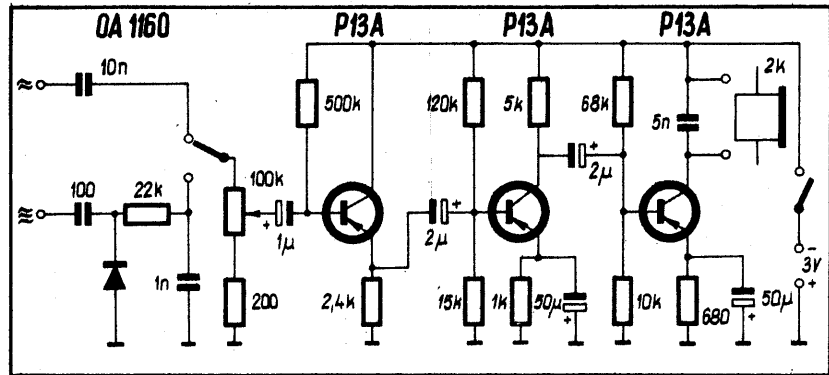 OA 1160 P13A P13A P13A
≈ 10n
500k 120k 5k 68k 5n 2k
+ 2μ
≋ 100 22k 100k
+ 1μ 2μ +
- 3V +
1n 200 2,4k 15k 1k 50μ + 10k 680 50μ +